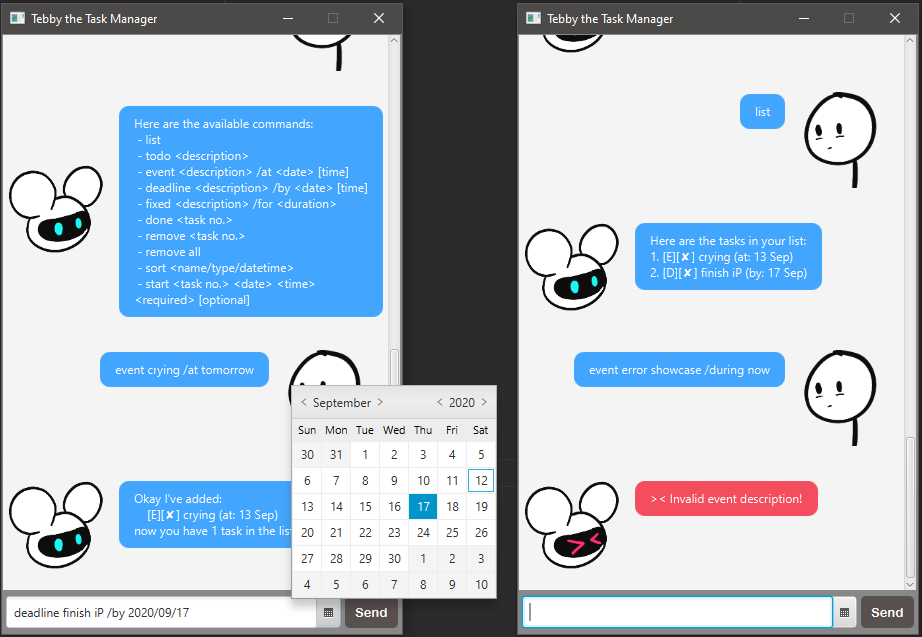 Tebby the Task Manager
Here are the available commands:
- list
- todo <description>
- event <description> /at <date> [time]
- deadline <description> /by <date> [time]
- fixed <description> /for <duration>
- done <task no.>
- remove <task no.>
- remove all
- sort <name/type/datetime>
- start <task no.> <date> <time>
<required> [optional]
event crying /at tomorrow
Okay I've added:
[E][✘] crying (at: 13 Sep)
now you have 1 task in the list
September 2020
Sun Mon Tue Wed Thu Fri Sat
30 31 1 2 3 4 5
6 7 8 9 10 11 12
13 14 15 16 17 18 19
20 21 22 23 24 25 26
27 28 29 30 1 2 3
4 5 6 7 8 9 10
deadline finish iP /by 2020/09/17
Send
Tebby the Task Manager
list
Here are the tasks in your list:
1. [E][✘] crying (at: 13 Sep)
2. [D][✘] finish iP (by: 17 Sep)
event error showcase /during now
>< Invalid event description!
Send